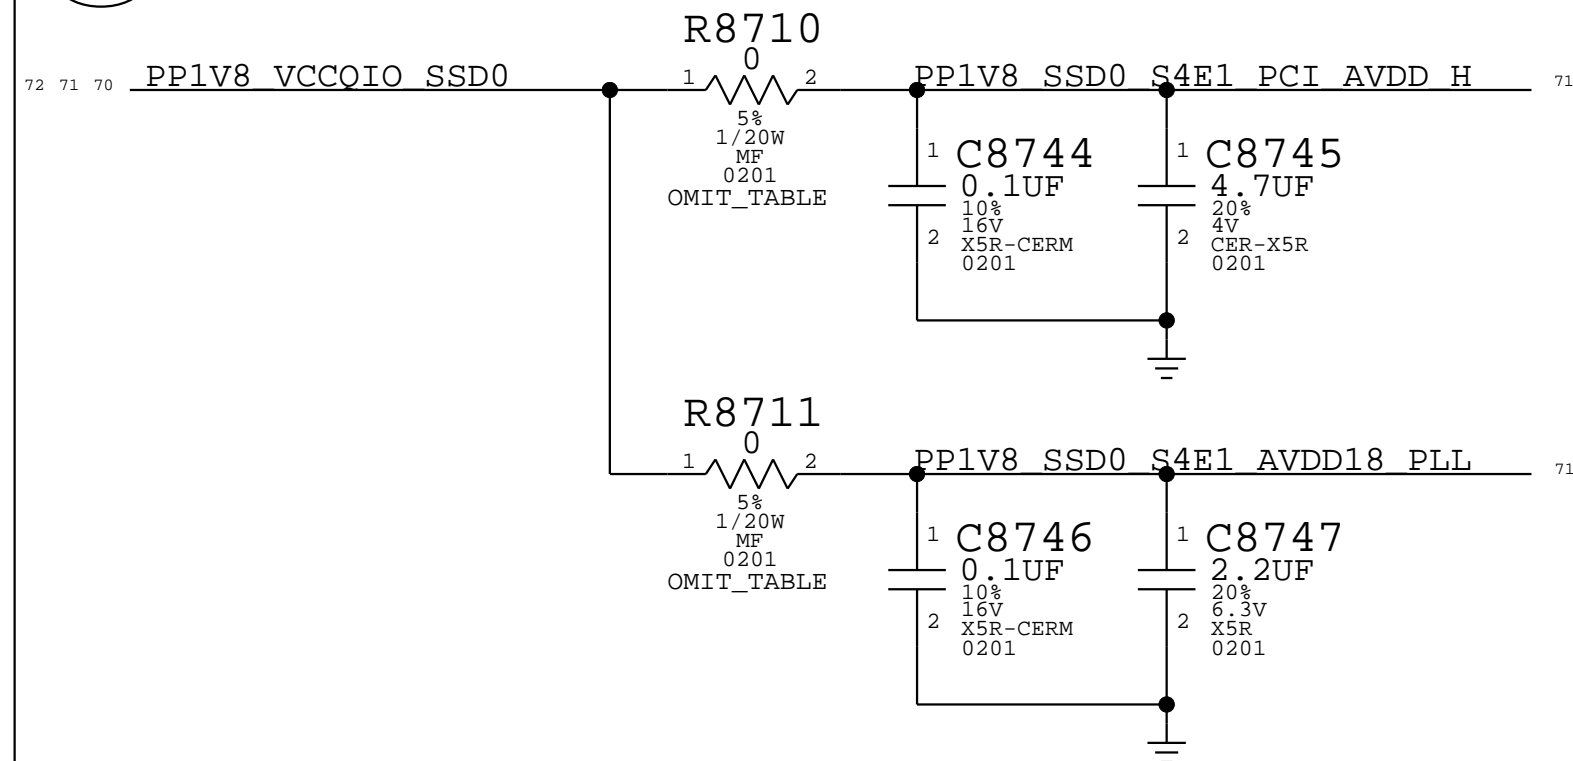 R8710
0
72 71 70 PP1V8_VCCQIO_SSD0 1 2 PP1V8_SSD0_S4E1_PCI_AVDD_H 71
5%
1/20W
MF
0201
OMIT_TABLE
1 C8744
0.1UF
10%
16V
2 X5R-CERM
0201
1 C8745
4.7UF
20%
4V
2 CER-X5R
0201
R8711
0
1 2 PP1V8_SSD0_S4E1_AVDD18_PLL 71
5%
1/20W
MF
0201
OMIT_TABLE
1 C8746
0.1UF
10%
16V
2 X5R-CERM
0201
1 C8747
2.2UF
20%
6.3V
2 X5R
0201